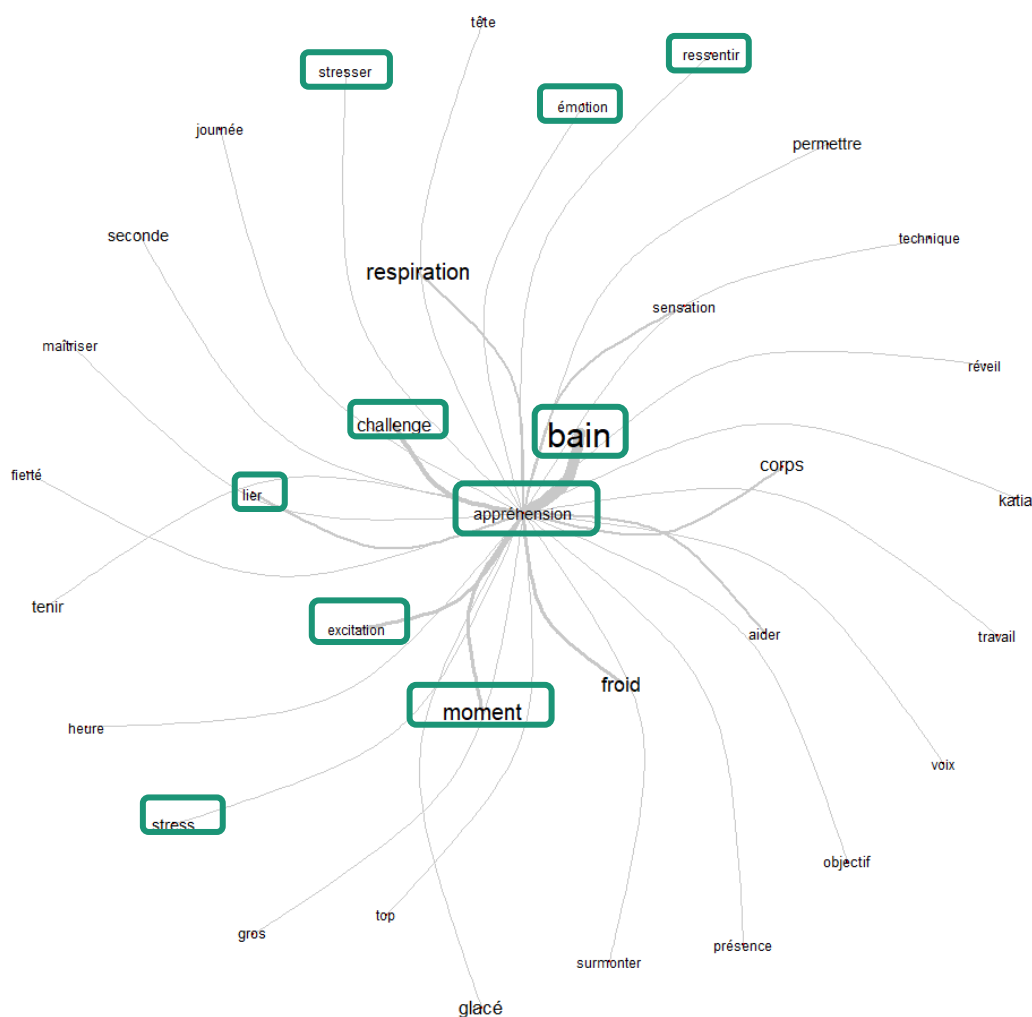 tête
ressentir
stresser
émotion
journée
permettre
seconde
technique
respiration
sensation
maîtriser
réveil
challenge
bain
corps
fierté
lier
katia
appréhension
tenir
excitation
aider
travail
froid
moment
heure
voix
stress
objectif
top
gros
présence
surmonter
glacé